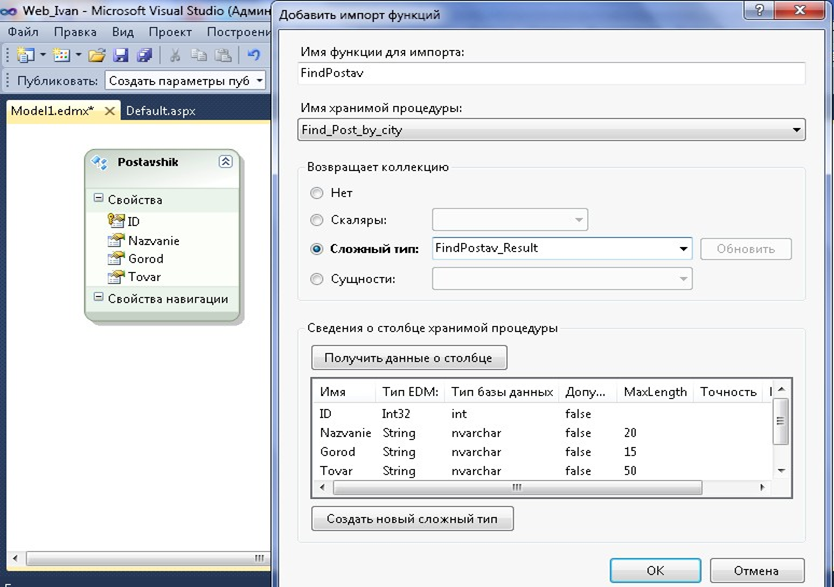 Web_Ivan - Microsoft Visual Studio (Админ
Файл Правка Вид Проект Построени
Публиковать: Создать параметры пуб
Model1.edmx* Default.aspx
Postavshik
Свойства
ID
Nazvanie
Gorod
Tovar
Свойства навигации
Добавить импорт функций
Имя функции для импорта:
FindPostav
Имя хранимой процедуры:
Find_Post_by_city
Возвращает коллекцию
Нет
Скаляры:
Сложный тип: FindPostav_Result Обновить
Сущности:
Сведения о столбце хранимой процедуры
Получить данные о столбце
Имя Тип EDM: Тип базы данных Допу... MaxLength Точность
ID Int32 int false
Nazvanie String nvarchar false 20
Gorod String nvarchar false 15
Tovar String nvarchar false 50
Создать новый сложный тип
OK Отмена